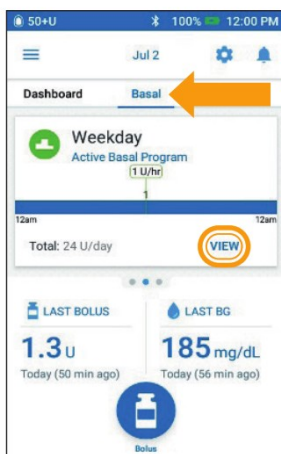 50+U 100% 12:00 PM
Jul 2
Dashboard Basal
Weekday
Active Basal Program
1 U/hr
1
12am 12am
Total: 24 U/day VIEW
LAST BOLUS LAST BG
1.3 U 185 mg/dL
Today (50 min ago) Today (56 min ago)
Bolus